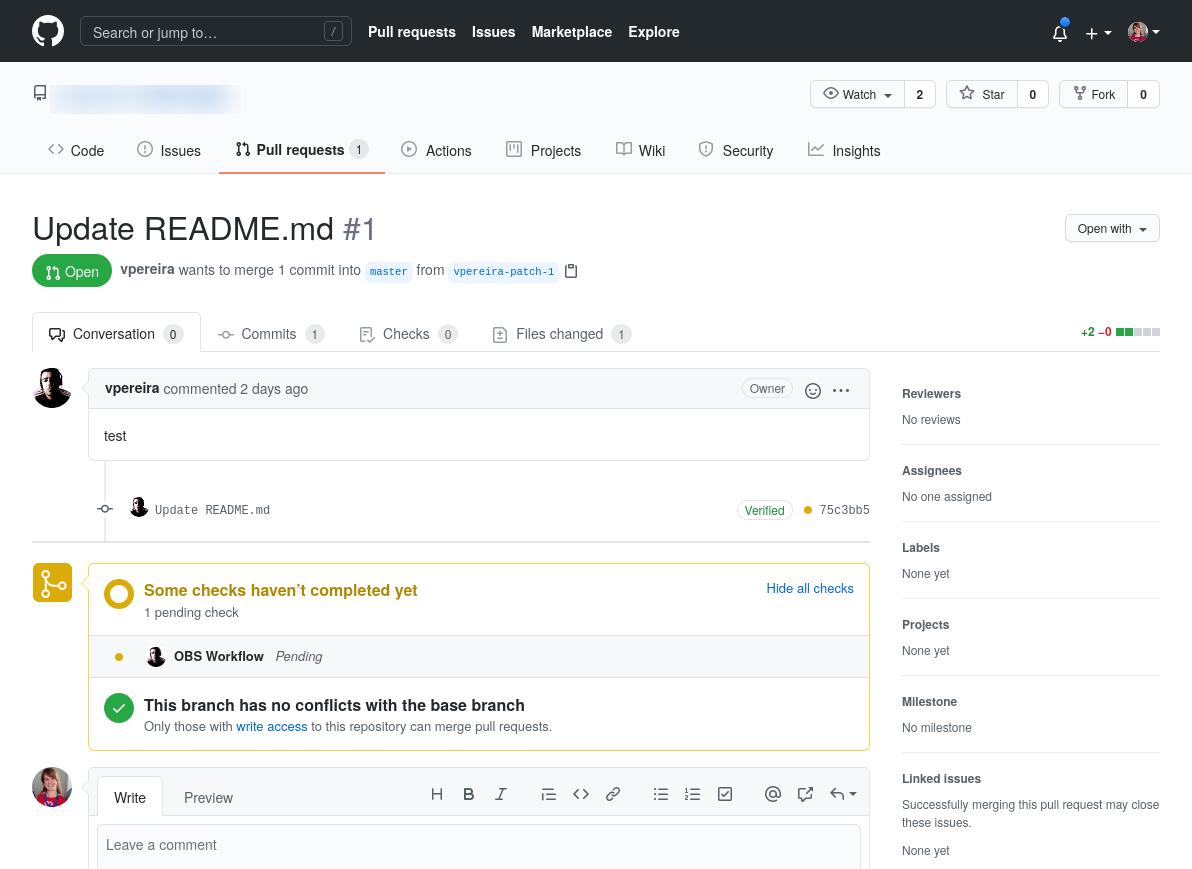 Search or jump to… / Pull requests Issues Marketplace Explore
Watch 2 Star 0 Fork 0
Code Issues Pull requests 1 Actions Projects Wiki Security Insights
Update README.md #1 Open with
Open vpereira wants to merge 1 commit into master from vpereira-patch-1
Conversation 0 Commits 1 Checks 0 Files changed 1 +2 −0
vpereira commented 2 days ago Owner
test
Update README.md Verified 75c3bb5
Some checks haven’t completed yet Hide all checks
1 pending check
OBS Workflow Pending
This branch has no conflicts with the base branch
Only those with write access to this repository can merge pull requests.
Write Preview
Leave a comment
Reviewers
No reviews
Assignees
No one assigned
Labels
None yet
Projects
None yet
Milestone
No milestone
Linked issues
Successfully merging this pull request may close
these issues.
None yet